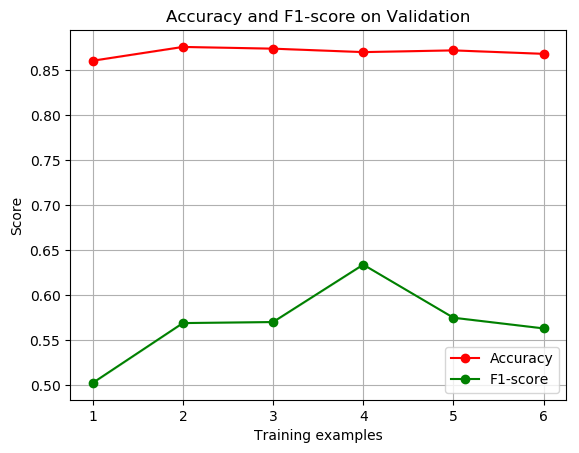 Accuracy and F1-score on Validation
Score
0.85
0.80
0.75
0.70
0.65
0.60
0.55
0.50
Accuracy
F1-score
1 2 3 4 5 6
Training examples